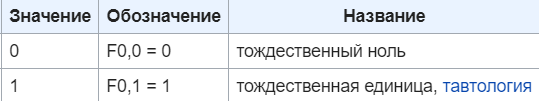 Значение Обозначение Название
0 F0,0 = 0 тождественный ноль
1 F0,1 = 1 тождественная единица, тавтология